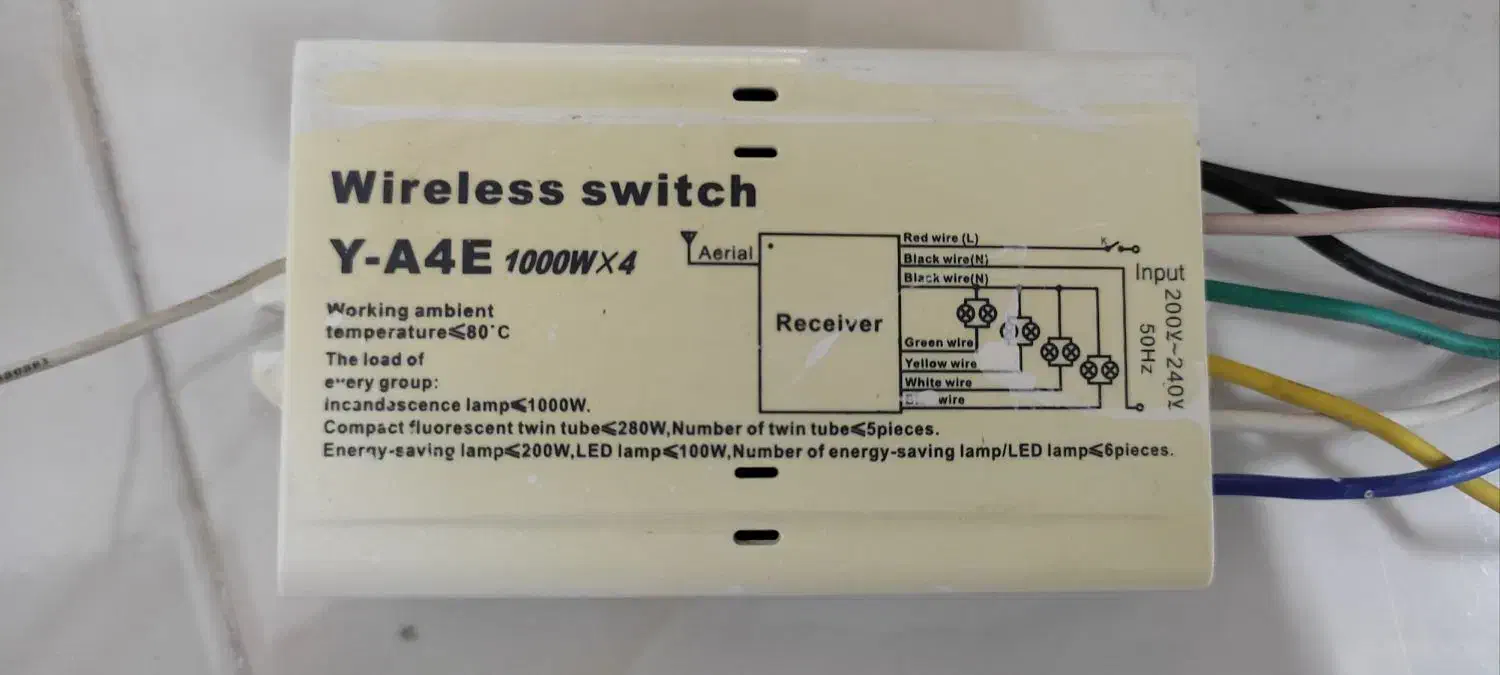 Wireless switch
Y-A4E 1000W×4
Working ambient
temperature≤80°C
The load of
every group:
incandascence lamp≤1000W.
Compact fluorescent twin tube≤280W,Number of twin tube≤5pieces.
Energy-saving lamp≤200W,LED lamp≤100W,Number of energy-saving lamp/LED lamp≤6pieces.
Aerial
Receiver
Red wire (L)
Black wire(N)
Black wire(N)
Green wire
Yellow wire
White wire
wire
K
Input
200V~240V
50Hz